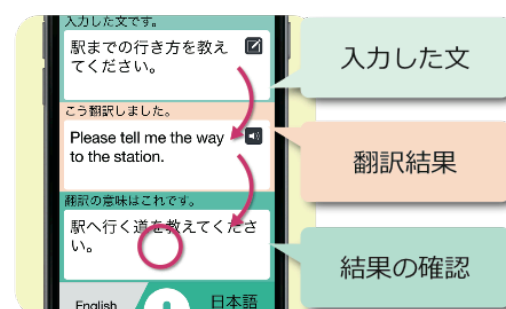 入力した文です。
駅までの行き方を教え
てください。
入力した文
こう翻訳しました。
Please tell me the way
to the station.
翻訳結果
翻訳の意味はこれです。
駅へ行く道を教えてくださ
い。
結果の確認
English
日本語